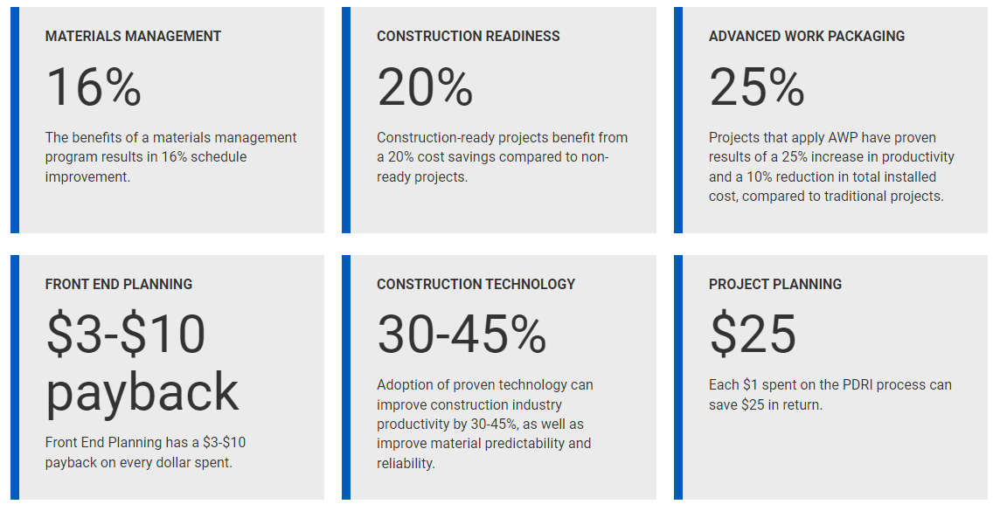 MATERIALS MANAGEMENT
16%
The benefits of a materials management
program results in 16% schedule
improvement.
CONSTRUCTION READINESS
20%
Construction-ready projects benefit from
a 20% cost savings compared to non-
ready projects.
ADVANCED WORK PACKAGING
25%
Projects that apply AWP have proven
results of a 25% increase in productivity
and a 10% reduction in total installed
cost, compared to traditional projects.
FRONT END PLANNING
$3-$10
payback
Front End Planning has a $3-$10
payback on every dollar spent.
CONSTRUCTION TECHNOLOGY
30-45%
Adoption of proven technology can
improve construction industry
productivity by 30-45%, as well as
improve material predictability and
reliability.
PROJECT PLANNING
$25
Each $1 spent on the PDRI process can
save $25 in return.